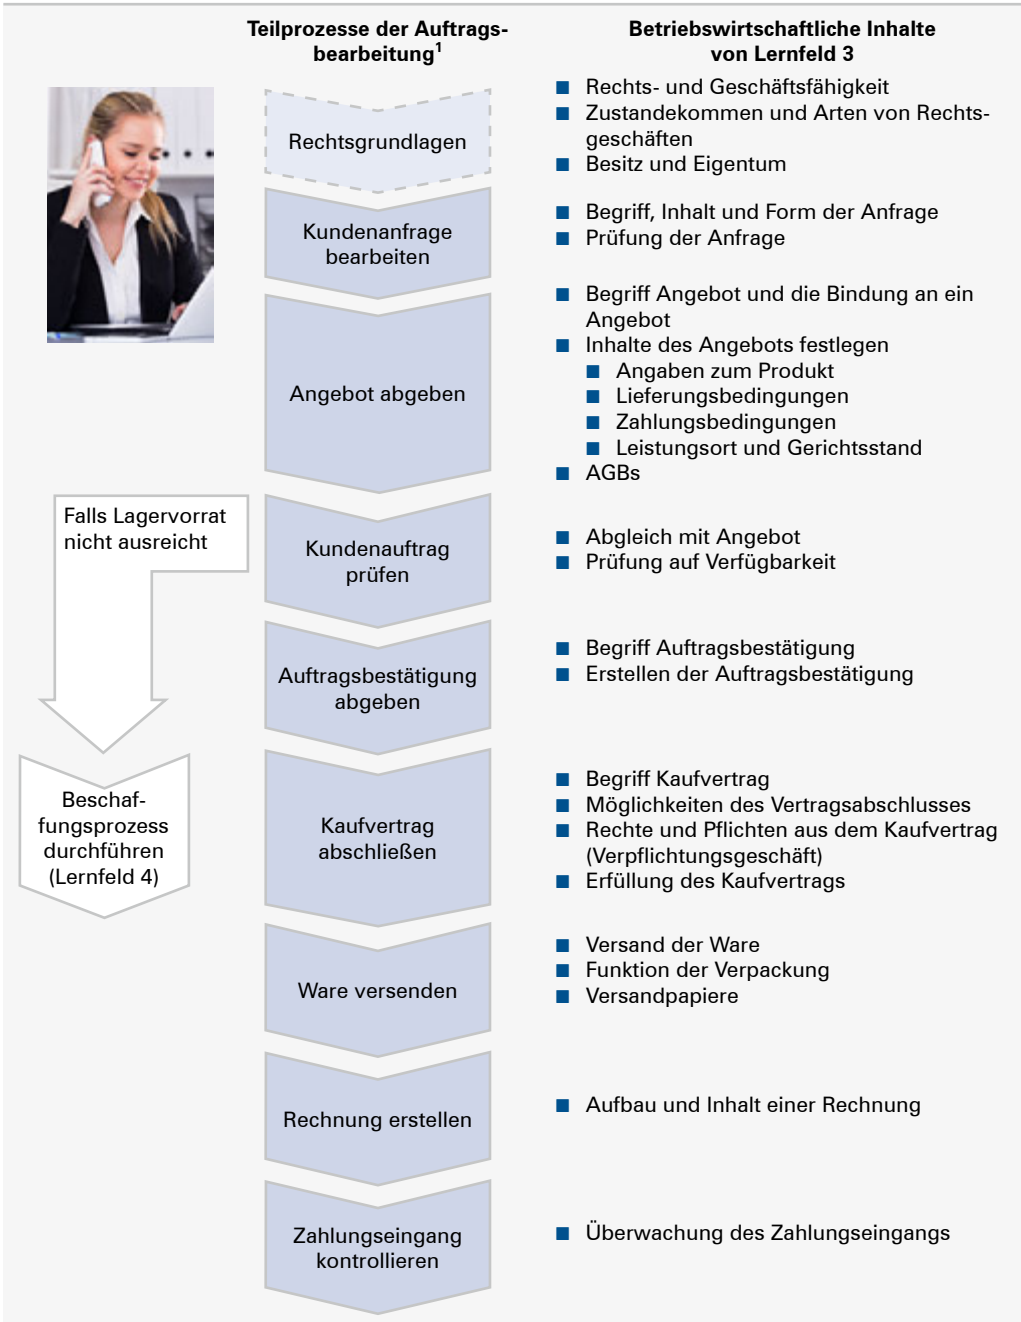 Teilprozesse der Auftrags-
bearbeitung¹
Betriebswirtschaftliche Inhalte
von Lernfeld 3
Rechtsgrundlagen
■ Rechts- und Geschäftsfähigkeit
■ Zustandekommen und Arten von Rechts-
geschäften
■ Besitz und Eigentum
Kundenanfrage
bearbeiten
■ Begriff, Inhalt und Form der Anfrage
■ Prüfung der Anfrage
Angebot abgeben
■ Begriff Angebot und die Bindung an ein
Angebot
■ Inhalte des Angebots festlegen
■ Angaben zum Produkt
■ Lieferungsbedingungen
■ Zahlungsbedingungen
■ Leistungsort und Gerichtsstand
■ AGBs
Falls Lagervorrat
nicht ausreicht
Kundenauftrag
prüfen
■ Abgleich mit Angebot
■ Prüfung auf Verfügbarkeit
Auftragsbestätigung
abgeben
■ Begriff Auftragsbestätigung
■ Erstellen der Auftragsbestätigung
Beschaf-
fungsprozess
durchführen
(Lernfeld 4)
Kaufvertrag
abschließen
■ Begriff Kaufvertrag
■ Möglichkeiten des Vertragsabschlusses
■ Rechte und Pflichten aus dem Kaufvertrag
(Verpflichtungsgeschäft)
■ Erfüllung des Kaufvertrags
Ware versenden
■ Versand der Ware
■ Funktion der Verpackung
■ Versandpapiere
Rechnung erstellen
■ Aufbau und Inhalt einer Rechnung
Zahlungseingang
kontrollieren
■ Überwachung des Zahlungseingangs